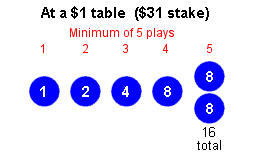 At a $1 table ($31 stake)
Minimum of 5 plays
1 2 3 4 5
1 2 4 8 8
8
16
total